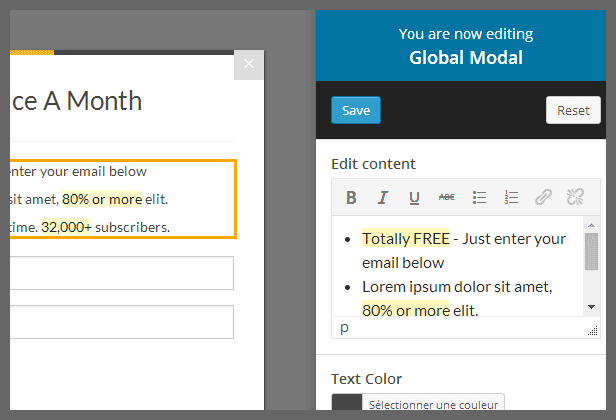 ce A Month
enter your email below
sit amet, 80% or more elit.
time. 32,000+ subscribers.
You are now editing
Global Modal
Save
Reset
Edit content
B I U ABC
Totally FREE - Just enter your
email below
Lorem ipsum dolor sit amet,
80% or more elit.
p
Text Color
Sélectionner une couleur